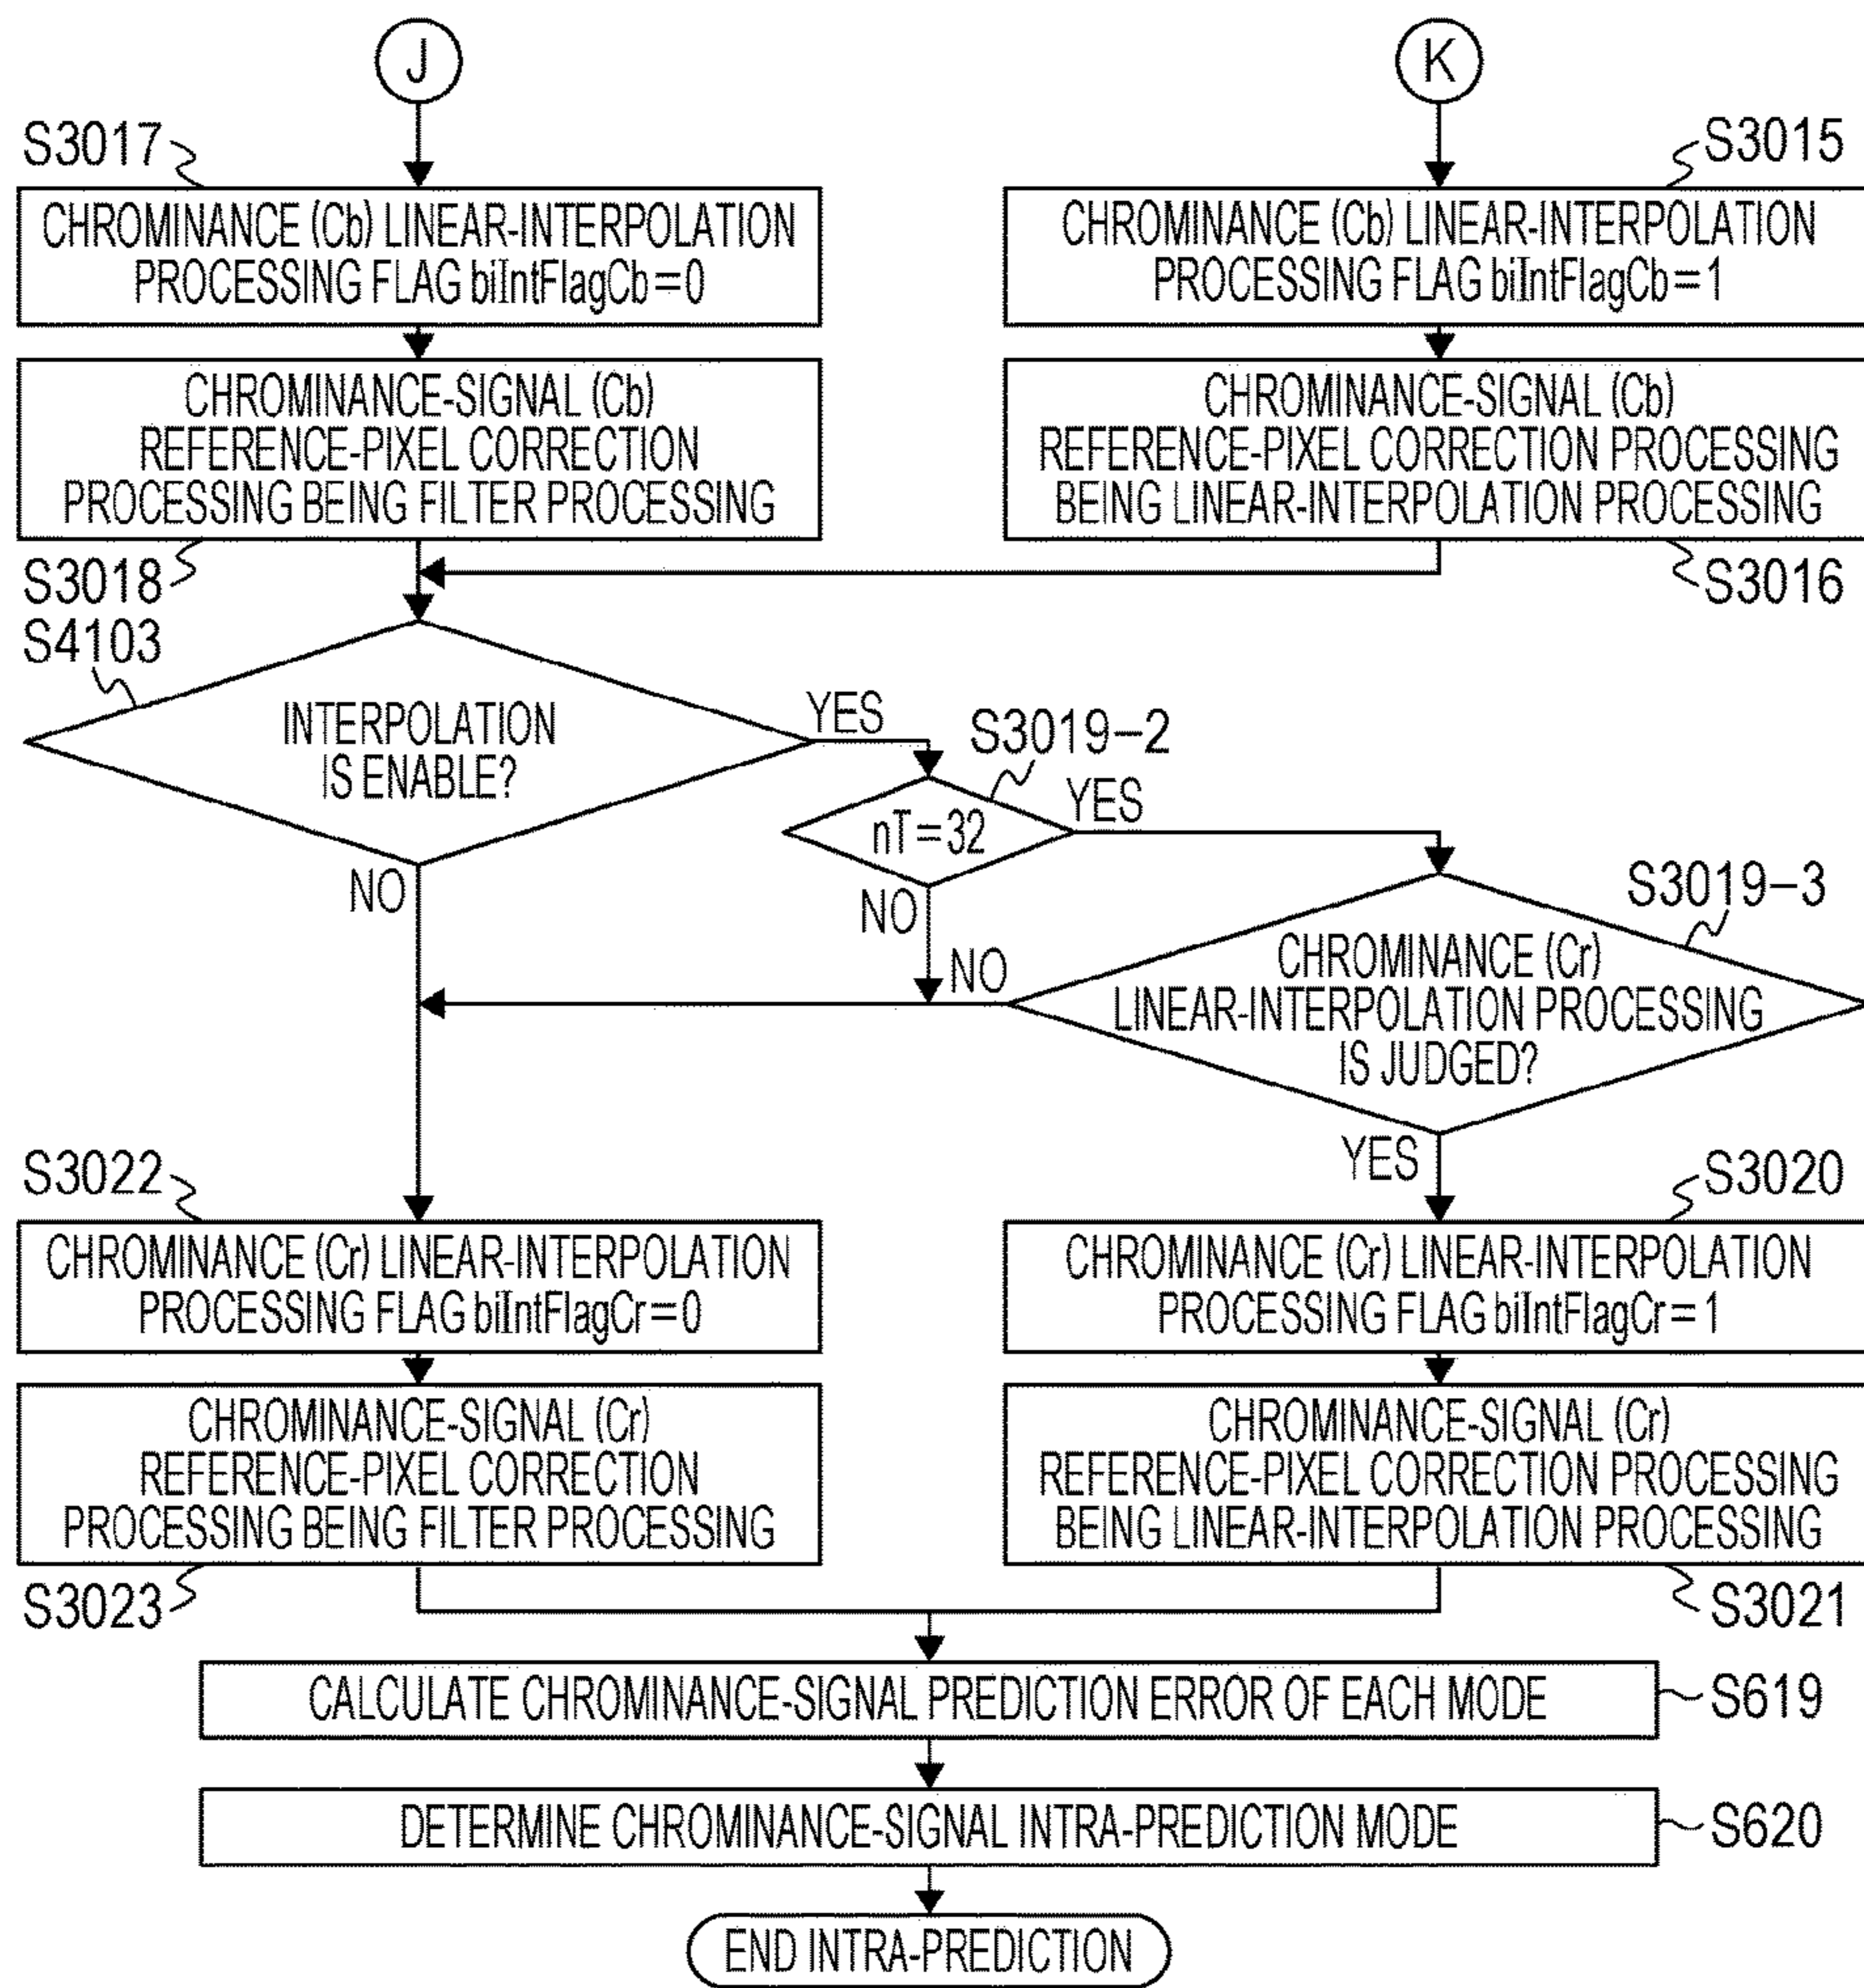 J
K
S3017
S3015
CHROMINANCE (Cb) LINEAR-INTERPOLATION
PROCESSING FLAG biIntFlagCb=0
CHROMINANCE (Cb) LINEAR-INTERPOLATION
PROCESSING FLAG biIntFlagCb=1
CHROMINANCE-SIGNAL (Cb)
REFERENCE-PIXEL CORRECTION
PROCESSING BEING FILTER PROCESSING
CHROMINANCE-SIGNAL (Cb)
REFERENCE-PIXEL CORRECTION PROCESSING
BEING LINEAR-INTERPOLATION PROCESSING
S3018
S3016
S4103
INTERPOLATION
IS ENABLE?
YES
NO
S3019-2
nT=32
YES
NO
S3019-3
CHROMINANCE (Cr)
LINEAR-INTERPOLATION PROCESSING
IS JUDGED?
NO
YES
S3022
S3020
CHROMINANCE (Cr) LINEAR-INTERPOLATION
PROCESSING FLAG biIntFlagCr=0
CHROMINANCE (Cr) LINEAR-INTERPOLATION
PROCESSING FLAG biIntFlagCr=1
CHROMINANCE-SIGNAL (Cr)
REFERENCE-PIXEL CORRECTION
PROCESSING BEING FILTER PROCESSING
CHROMINANCE-SIGNAL (Cr)
REFERENCE-PIXEL CORRECTION PROCESSING
BEING LINEAR-INTERPOLATION PROCESSING
S3023
S3021
CALCULATE CHROMINANCE-SIGNAL PREDICTION ERROR OF EACH MODE
S619
DETERMINE CHROMINANCE-SIGNAL INTRA-PREDICTION MODE
S620
END INTRA-PREDICTION